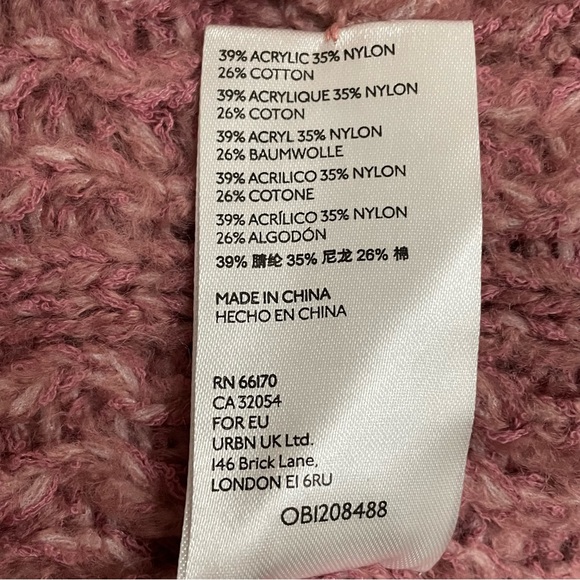 39% ACRYLIC 35% NYLON
26% COTTON
39% ACRYLIQUE 35% NYLON
26% COTON
39% ACRYL 35% NYLON
26% BAUMWOLLE
39% ACRILICO 35% NYLON
26% COTONE
39% ACRÍLICO 35% NYLON
26% ALGODÓN
39% 腈纶 35% 尼龙 26% 棉
MADE IN CHINA
HECHO EN CHINA
RN 66170
CA 32054
FOR EU
URBN UK Ltd.
146 Brick Lane,
LONDON E1 6RU
OB1208488